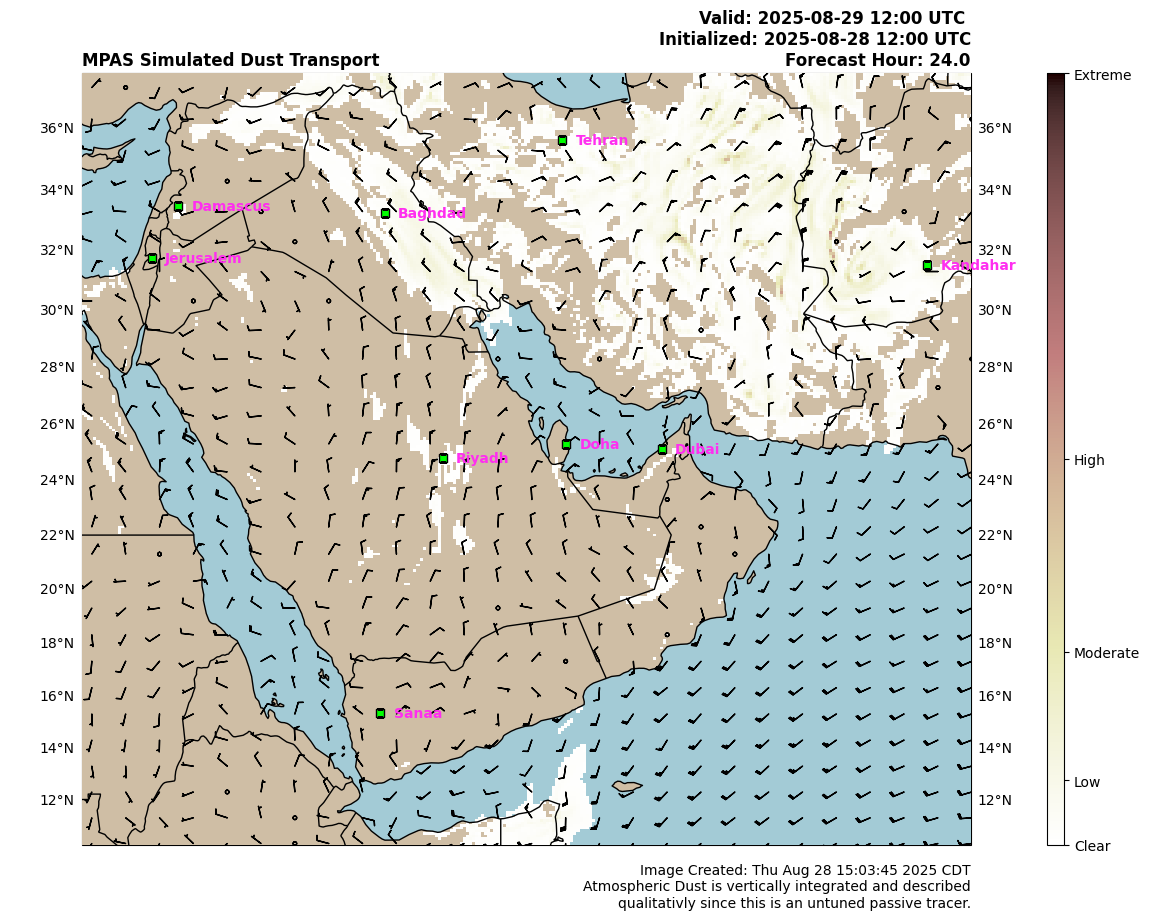 Valid: 2025-08-29 12:00 UTC
Initialized: 2025-08-28 12:00 UTC
MPAS Simulated Dust Transport
Forecast Hour: 24.0
Extreme
High
Moderate
Low
Clear
36°N
34°N
32°N
30°N
28°N
26°N
24°N
22°N
20°N
18°N
16°N
14°N
12°N
36°N
34°N
32°N
30°N
28°N
26°N
24°N
22°N
20°N
18°N
16°N
14°N
12°N
Tehran
Damascus
Baghdad
Jerusalem
Kandahar
Doha
Dubai
Riyadh
Sanaa
Image Created: Thu Aug 28 15:03:45 2025 CDT
Atmospheric Dust is vertically integrated and described
qualitativly since this is an untuned passive tracer.